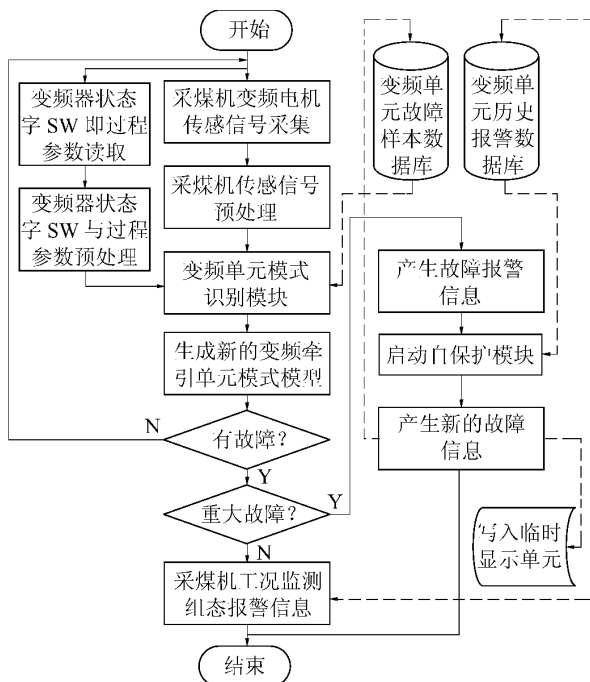 开始
变频器状态
字 SW 即过程
参数读取
采煤机变频电机
传感信号采集
变频单
元故障
样本数
据库
变频单
元历史
报警数
据库
变频器状态
字 SW 与过程
参数预处理
采煤机传感信号
预处理
变频单元模式
识别模块
产生故障报警
信息
生成新的变频牵
引单元模式模型
启动自保护模块
N
有故障?
产生新的故障
信息
Y
重大故障?
Y
N
写入临时
显示单元
采煤机工况监测
组态报警信息
结束